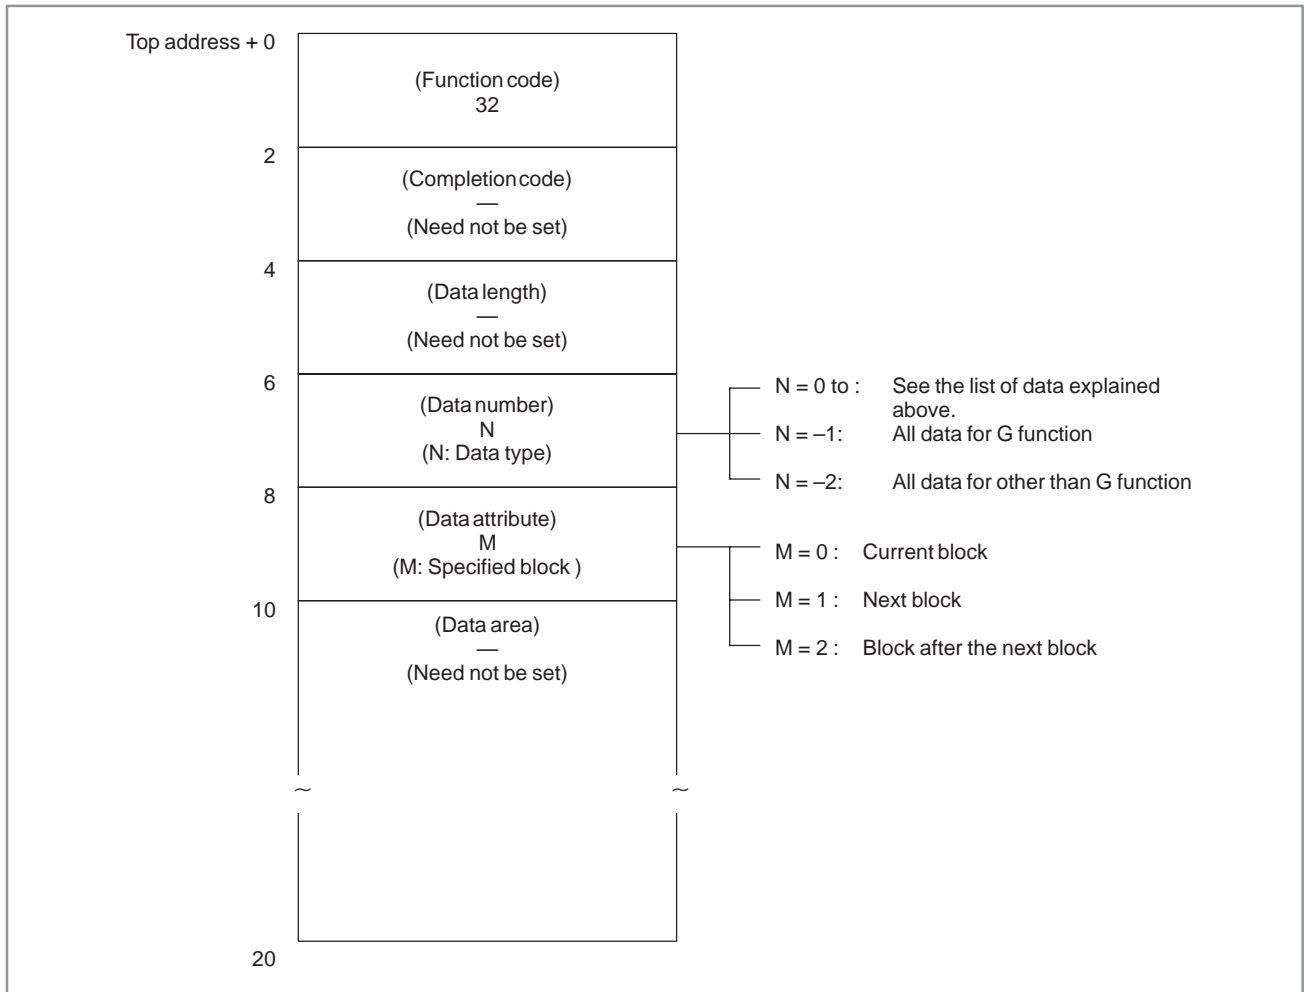 Top address + 0
(Function code)
32
2
(Completion code)
—
(Need not be set)
4
(Data length)
—
(Need not be set)
6
(Data number)
N
(N: Data type)
N = 0 to : See the list of data explained
above.
N = –1: All data for G function
N = –2: All data for other than G function
8
(Data attribute)
M
(M: Specified block )
M = 0 : Current block
M = 1 : Next block
M = 2 : Block after the next block
10
(Data area)
—
(Need not be set)
~ ~
20